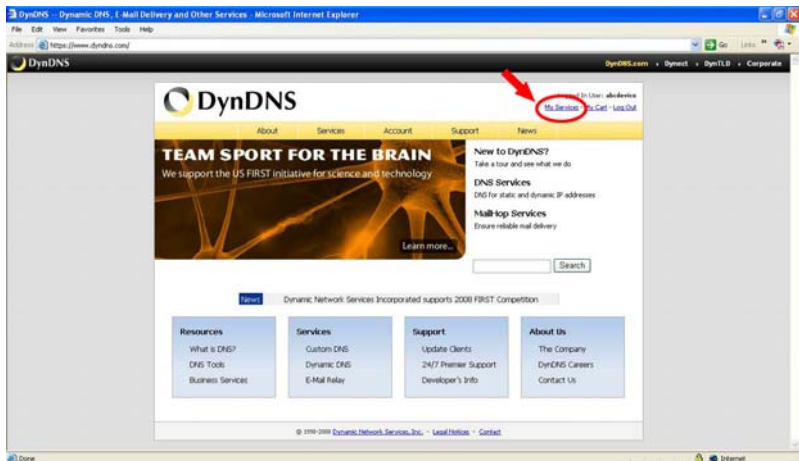 DynDNS -- Dynamic DNS, E-Mail Delivery and Other Services - Microsoft Internet Explorer
File Edit View Favorites Tools Help
Address https://www.dyndns.com/ Go Links
DynDNS
DynDNS.com Dynect DynTLD Corporate
DynDNS
In User: abcdevice
My Services - My Cart - Log Out
About Services Account Support News
TEAM SPORT FOR THE BRAIN
We support the US FIRST initiative for science and technology
Learn more...
New to DynDNS?
Take a tour and see what we do
DNS Services
DNS for static and dynamic IP addresses
MailHop Services
Ensure reliable mail delivery
Search
News Dynamic Network Services Incorporated supports 2008 FIRST Competition
Resources
What is DNS?
DNS Tools
Business Services
Services
Custom DNS
Dynamic DNS
E-Mail Relay
Support
Update Clients
24/7 Premier Support
Developer's Info
About Us
The Company
DynDNS Careers
Contact Us
© 1998-2008 Dynamic Network Services, Inc. - Legal Notices - Contact
Done Internet